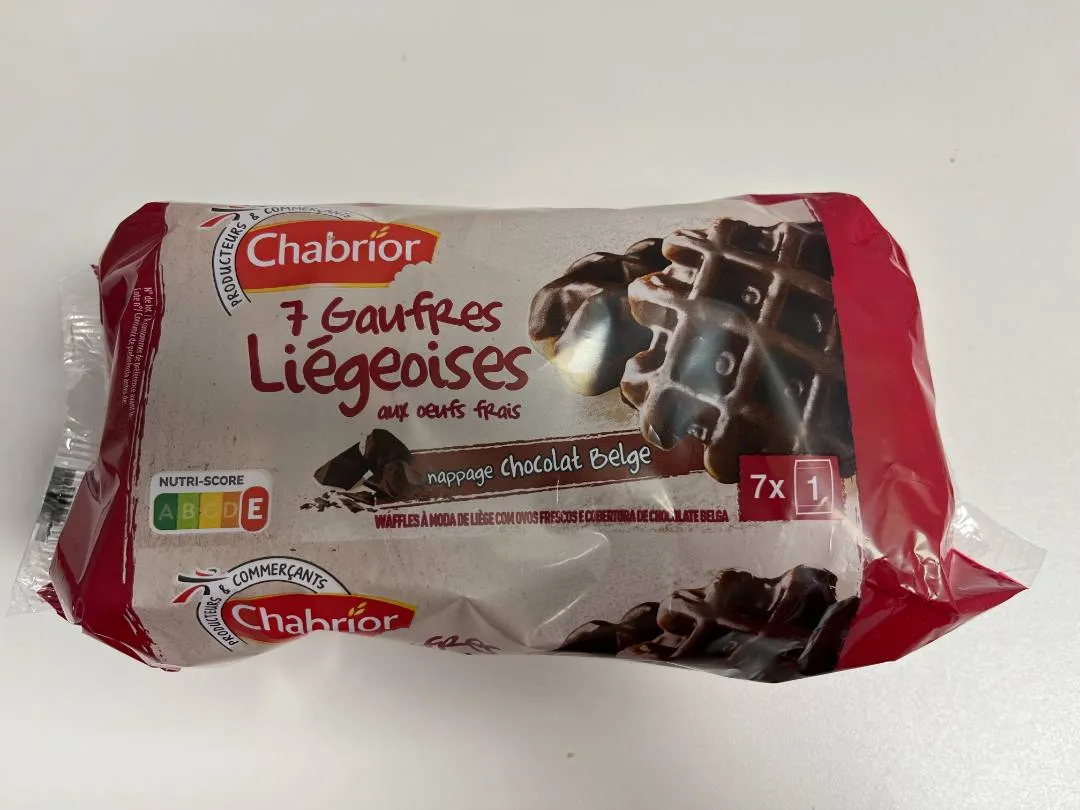 PRODUCTEURS & COMMERÇANTS
Chabrior
7 Gaufres
Liégeoises
aux oeufs frais
nappage Chocolat Belge
7x 1
WAFFLES À MODA DE LIÈGE COM OVOS FRESCOS E COBERTURA DE CHOCOLATE BELGA
NUTRI-SCORE
A B C D E
PRODUCTEURS & COMMERÇANTS
Chabrior